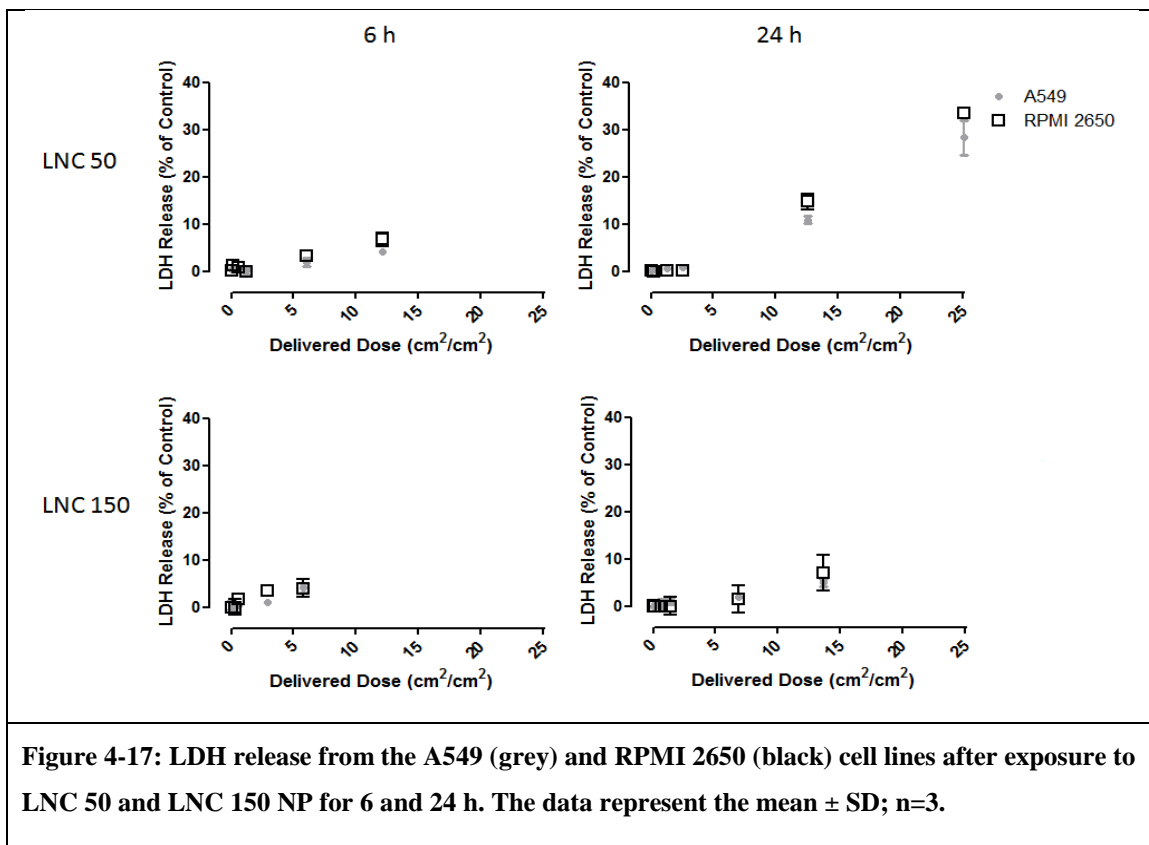 6 h
24 h
LNC 50
LDH Release (% of Control)
40
30
20
10
0
0
5
10
15
20
25
Delivered Dose (cm²/cm²)
LDH Release (% of Control)
40
30
20
10
0
0
5
10
15
20
25
Delivered Dose (cm²/cm²)
A549
RPMI 2650
LNC 150
LDH Release (% of Control)
40
30
20
10
0
0
5
10
15
20
25
Delivered Dose (cm²/cm²)
LDH Release (% of Control)
40
30
20
10
0
0
5
10
15
20
25
Delivered Dose (cm²/cm²)
Figure 4-17: LDH release from the A549 (grey) and RPMI 2650 (black) cell lines after exposure to
LNC 50 and LNC 150 NP for 6 and 24 h. The data represent the mean ± SD; n=3.